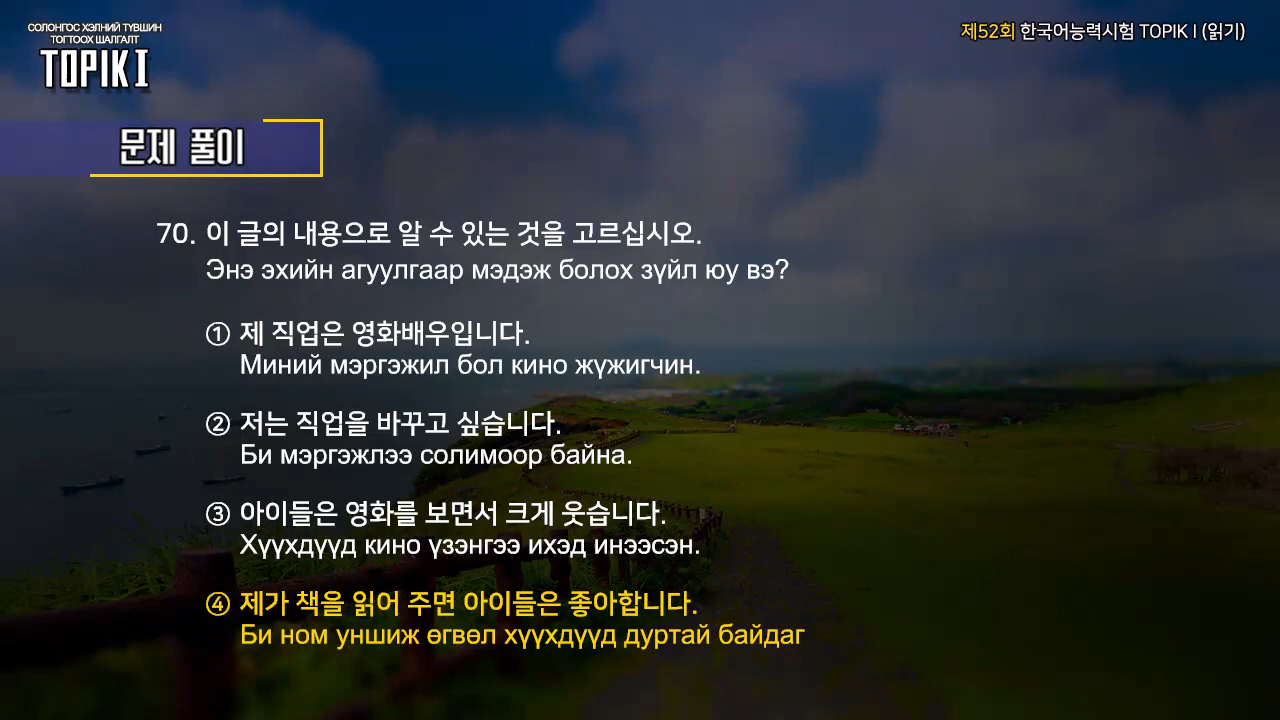 СОЛОНГОС ХЭЛНИЙ ТҮВШИН
ТОГТООХ ШАЛГАЛТ
TOPIK I
제52회 한국어능력시험 TOPIK I (읽기)
문제 풀이
70. 이 글의 내용으로 알 수 있는 것을 고르십시오.
Энэ эхийн агуулгаар мэдэж болох зүйл юу вэ?
① 제 직업은 영화배우입니다.
Миний мэргэжил бол кино жүжигчин.
② 저는 직업을 바꾸고 싶습니다.
Би мэргэжлээ солимоор байна.
③ 아이들은 영화를 보면서 크게 웃습니다.
Хүүхдүүд кино үзэнгээ ихэд инээсэн.
④ 제가 책을 읽어 주면 아이들은 좋아합니다.
Би ном уншиж өгвөл хүүхдүүд дуртай байдаг